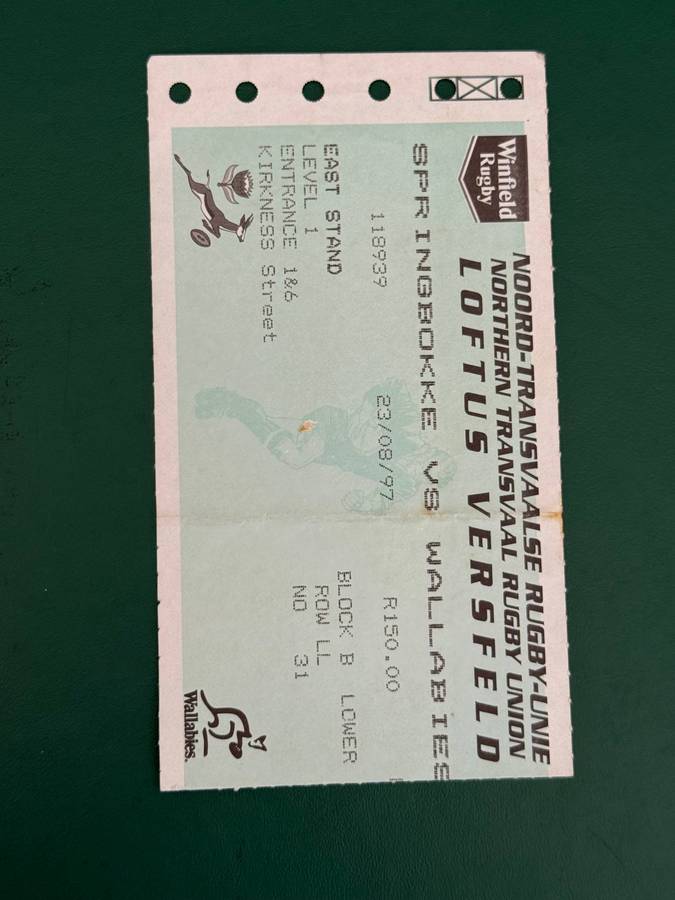 Winfield
Rugby
NOORD-TRANSVAALSE RUGBY-UNIE
NORTHERN TRANSVAAL RUGBY UNION
LOFTUS VERSFELD
SPRINGBOKKE VS WALLABIES
118939 23/08/97 R150.00
EAST STAND BLOCK B LOWER
LEVEL 1 ROW LL
ENTRANCE 1&6 NO 31
KIRKNESS Street
Wallabies.